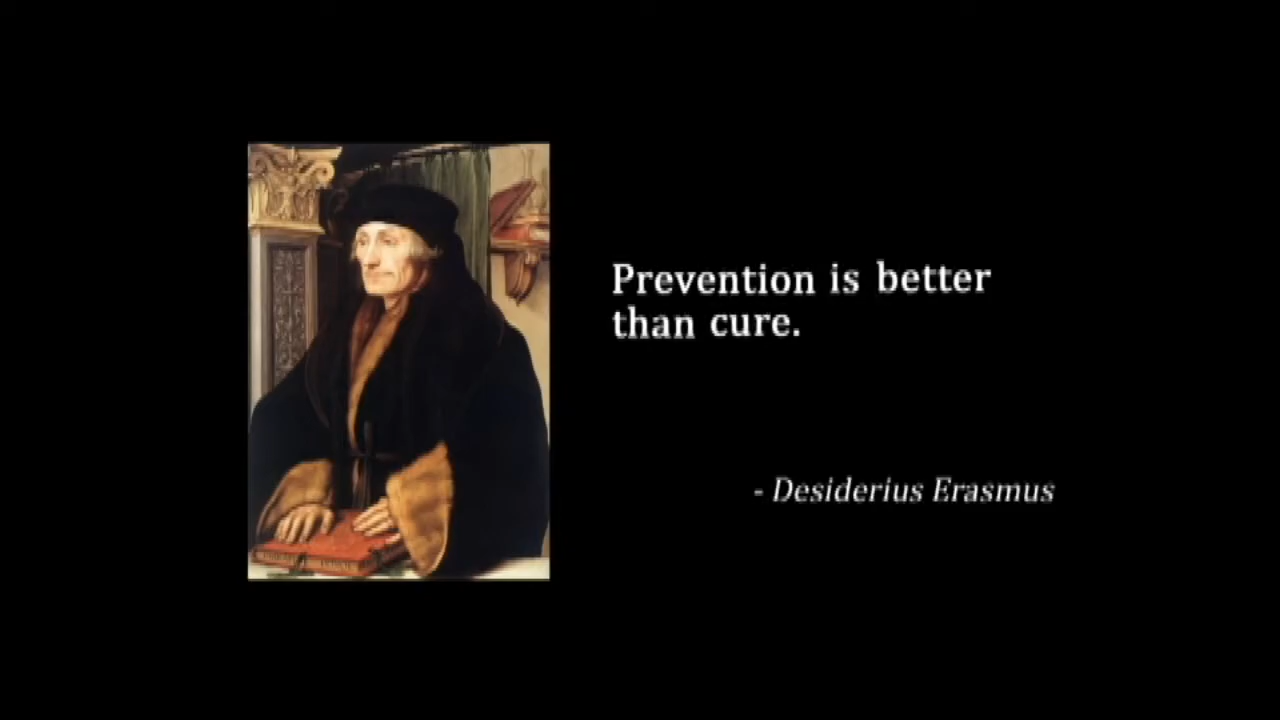 Prevention is better
than cure.
- Desiderius Erasmus